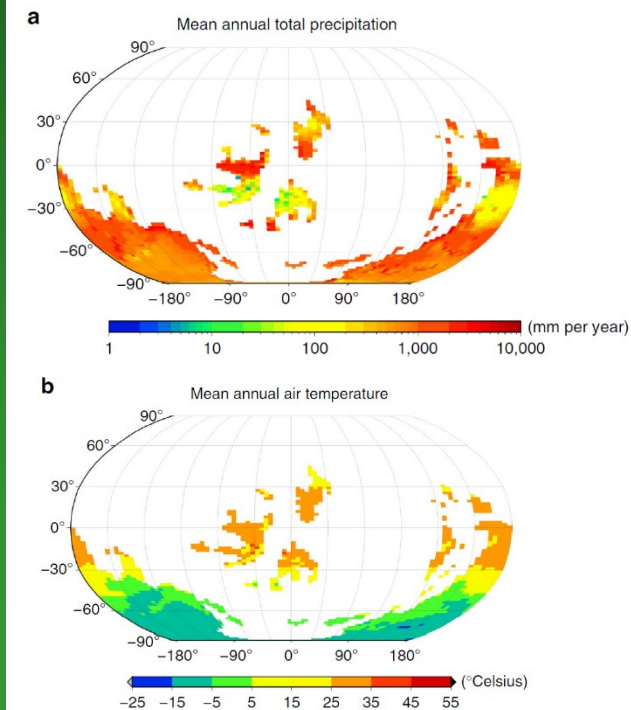 a
Mean annual total precipitation
90°
60°
30°
0°
−30°
−60°
−90°
−180° −90° 0° 90° 180°
(mm per year)
1 10 100 1,000 10,000
b
Mean annual air temperature
90°
60°
30°
0°
−30°
−60°
−90°
−180° −90° 0° 90° 180°
(°Celsius)
−25 −15 −5 5 15 25 35 45 55